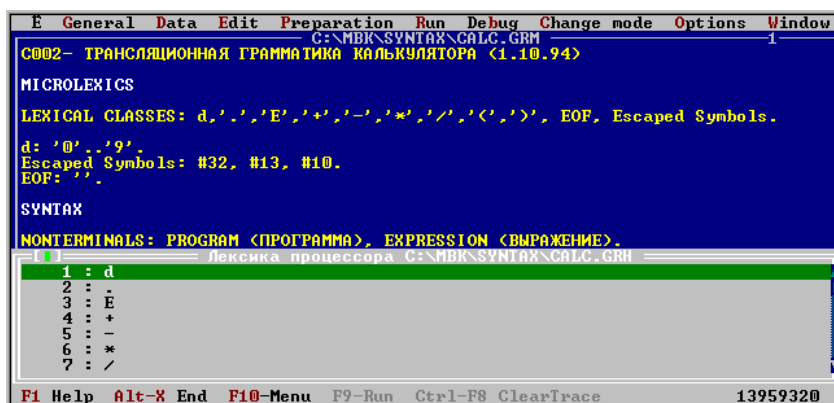 Ё General Data Edit Preparation Run Debug Change mode Options Window
C:\MBK\SYNTAX\CALC.GRM 1
C002- ТРАНСЛЯЦИОННАЯ ГРАММАТИКА КАЛЬКУЛЯТОРА (1.10.94)
MICROLEXICS
LEXICAL CLASSES: d,'.','E','+','-','*','/','(',')', EOF, Escaped Symbols.
d: '0'..'9'.
Escaped Symbols: #32, #13, #10.
EOF: ''.
SYNTAX
NONTERMINALS: PROGRAM (ПРОГРАММА), EXPRESSION (ВЫРАЖЕНИЕ).
Лексика процессора C:\MBK\SYNTAX\CALC.GRH
1 : d
2 : .
3 : E
4 : +
5 : -
6 : *
7 : /
F1 Help Alt-X End F10-Menu F9-Run Ctrl-F8 ClearTrace 13959320